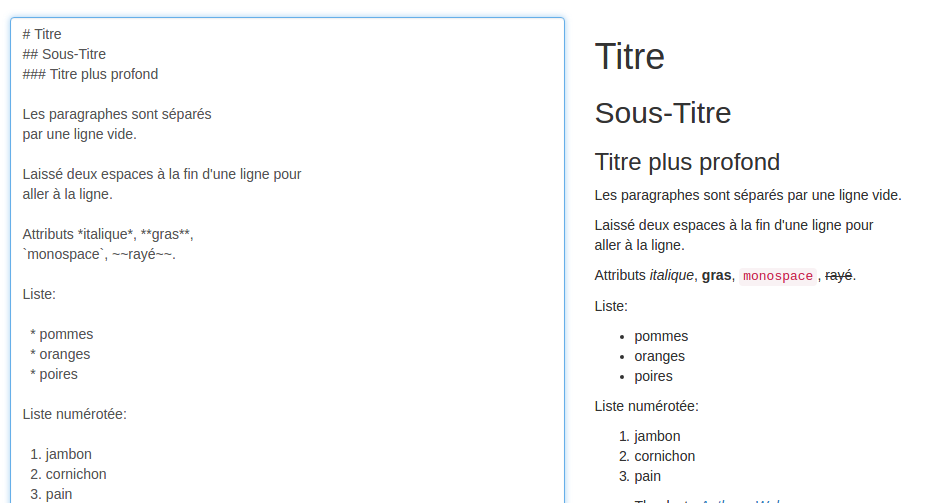 # Titre
## Sous-Titre
### Titre plus profond
Les paragraphes sont séparés
par une ligne vide.
Laissé deux espaces à la fin d'une ligne pour
aller à la ligne.
Attributs *italique*, **gras**,
`monospace`, ~~rayé~~.
Liste:
* pommes
* oranges
* poires
Liste numérotée:
1. jambon
2. cornichon
3. pain
Titre
Sous-Titre
Titre plus profond
Les paragraphes sont séparés par une ligne vide.
Laissé deux espaces à la fin d'une ligne pour
aller à la ligne.
Attributs italique, gras, monospace, rayé.
Liste:
• pommes
• oranges
• poires
Liste numérotée:
1. jambon
2. cornichon
3. pain